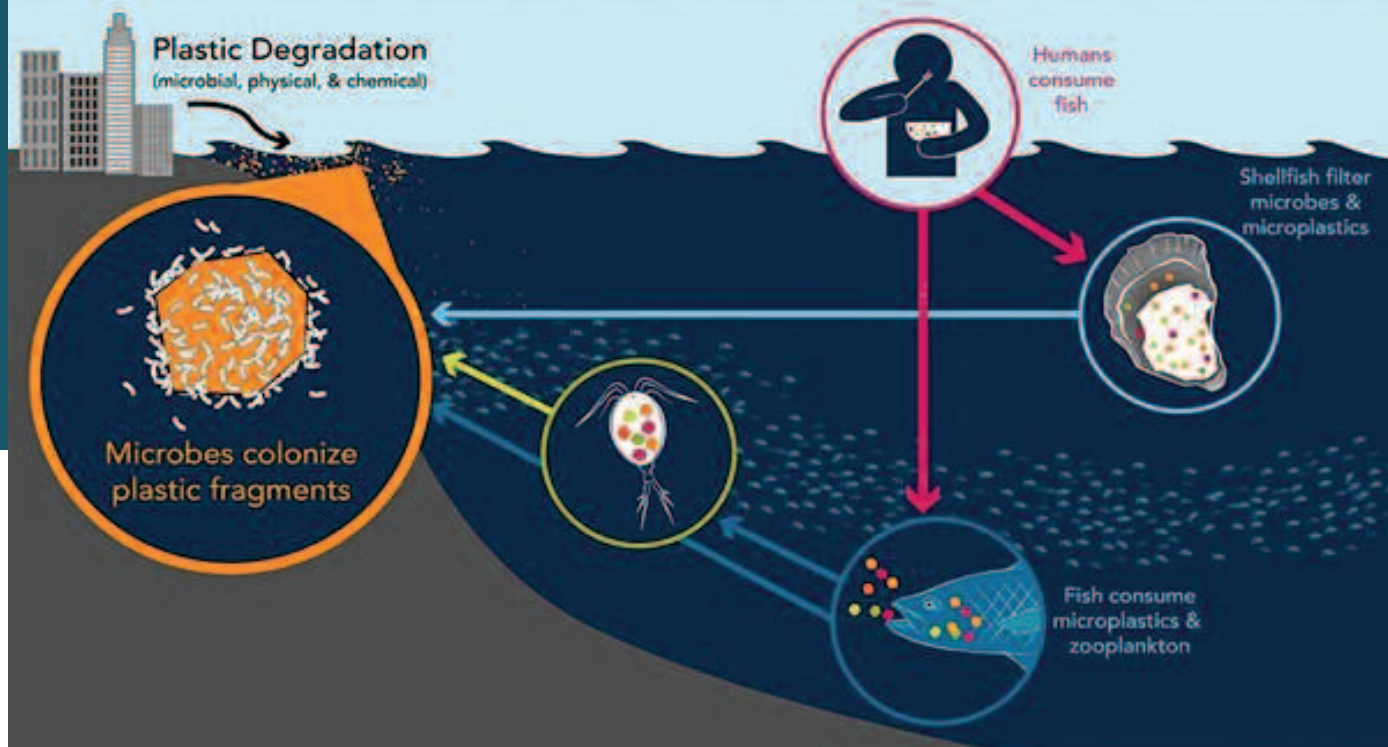 Plastic Degradation
(microbial, physical, & chemical)
Humans
consume
fish
Shellfish filter
microbes &
microplastics
Microbes colonize
plastic fragments
Fish consume
microplastics &
zooplankton